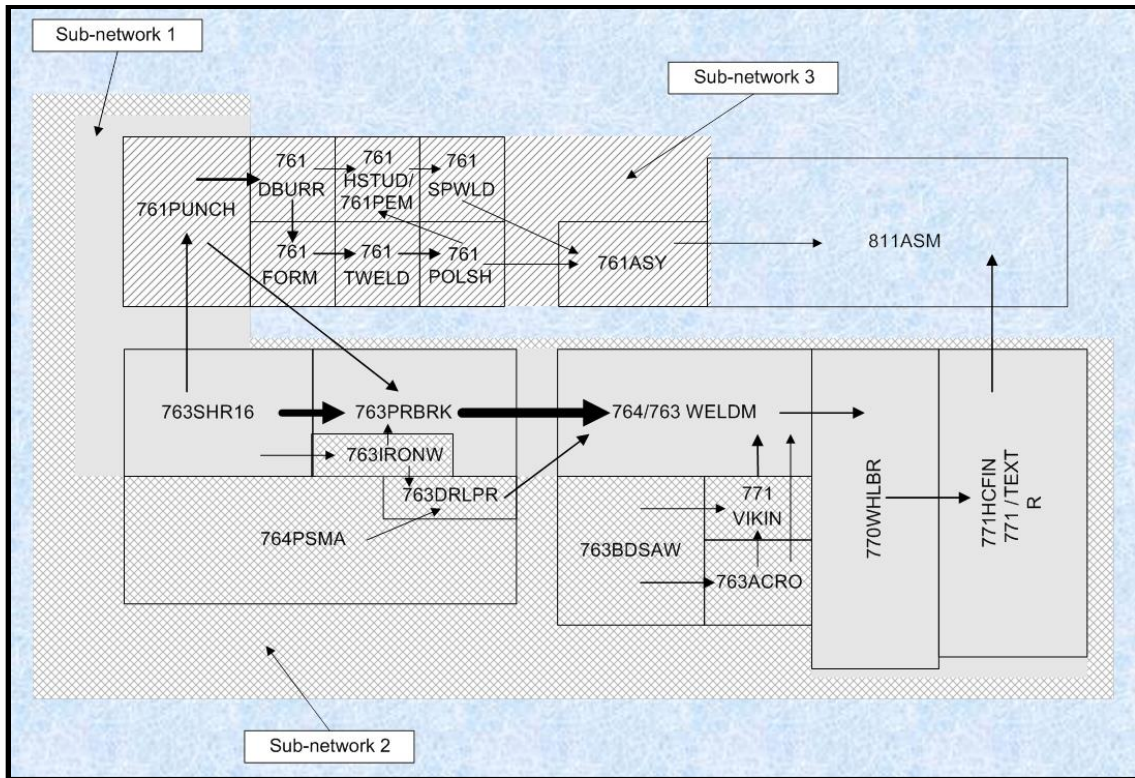 Sub-network 1
Sub-network 3
761
DBURR
761
HSTUD/
761PEM
761
SPWLD
761PUNCH
761
FORM
761
TWELD
761
POLSH
761ASY
811ASM
763SHR16
763PRBRK
764/763 WELDM
763IRONW
763DRLPR
764PSMA
771
VIKIN
763BDSAW
763ACRO
770WHLBR
771HCFIN
771 / TEXT
R
Sub-network 2